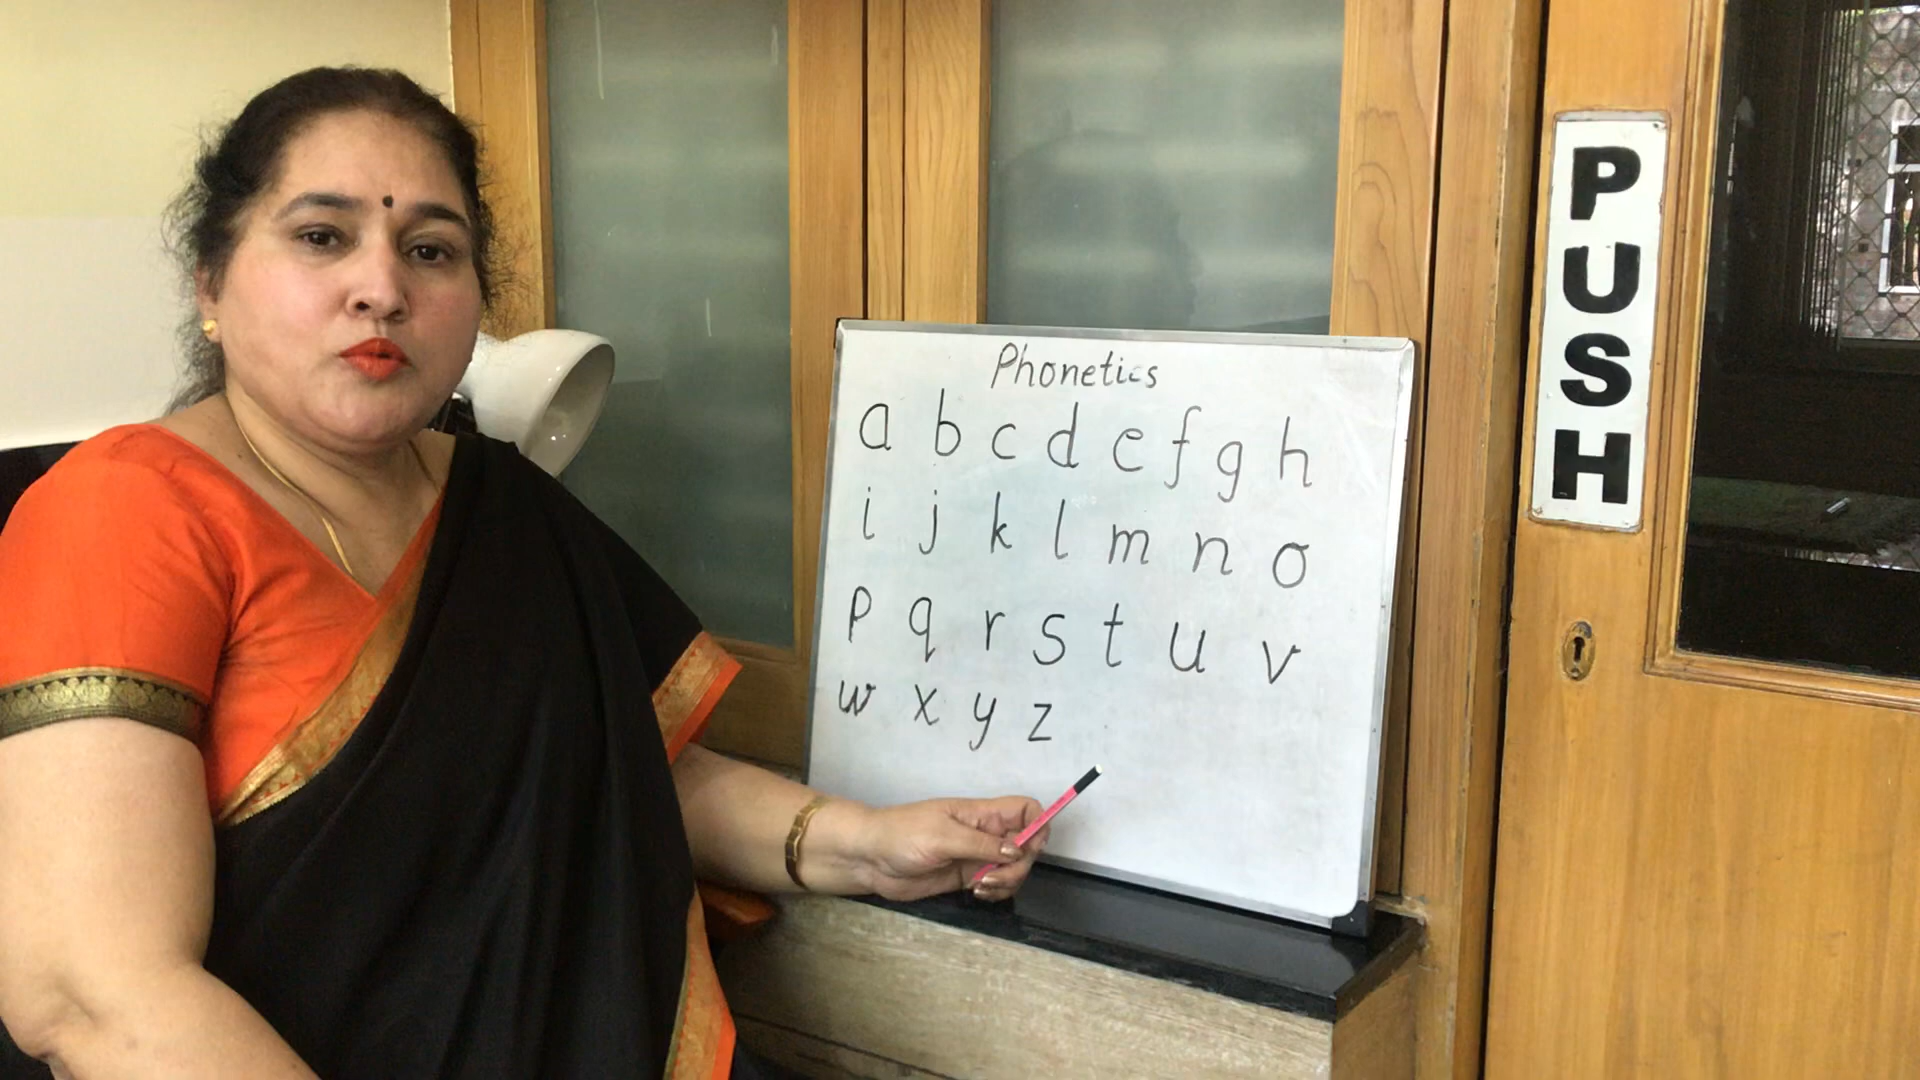 Phonetics
a b c d e f g h
i j k l m n o
p q r s t u v
w x y z
PUSH